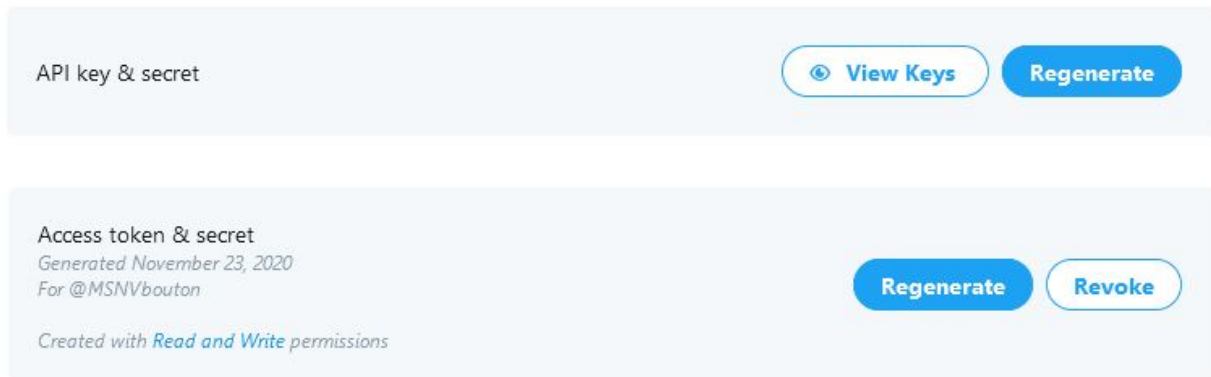 API key & secret
View Keys
Regenerate
Access token & secret
Generated November 23, 2020
For @MSNVbouton
Created with Read and Write permissions
Regenerate
Revoke